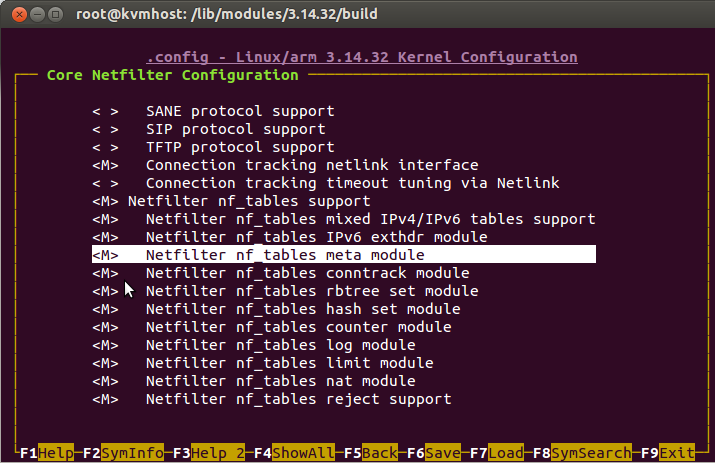 root@kvmhost: /lib/modules/3.14.32/build
.config - Linux/arm 3.14.32 Kernel Configuration
Core Netfilter Configuration
< > SANE protocol support
< > SIP protocol support
< > TFTP protocol support
<M> Connection tracking netlink interface
< > Connection tracking timeout tuning via Netlink
<M> Netfilter nf_tables support
<M> Netfilter nf_tables mixed IPv4/IPv6 tables support
<M> Netfilter nf_tables IPv6 exthdr module
<M> Netfilter nf_tables meta module
<M> Netfilter nf_tables conntrack module
<M> Netfilter nf_tables rbtree set module
<M> Netfilter nf_tables hash set module
<M> Netfilter nf_tables counter module
<M> Netfilter nf_tables log module
<M> Netfilter nf_tables limit module
<M> Netfilter nf_tables nat module
<M> Netfilter nf_tables reject support
F1Help F2SymInfo F3Help 2 F4ShowAll F5Back F6Save F7Load F8SymSearch F9Exit